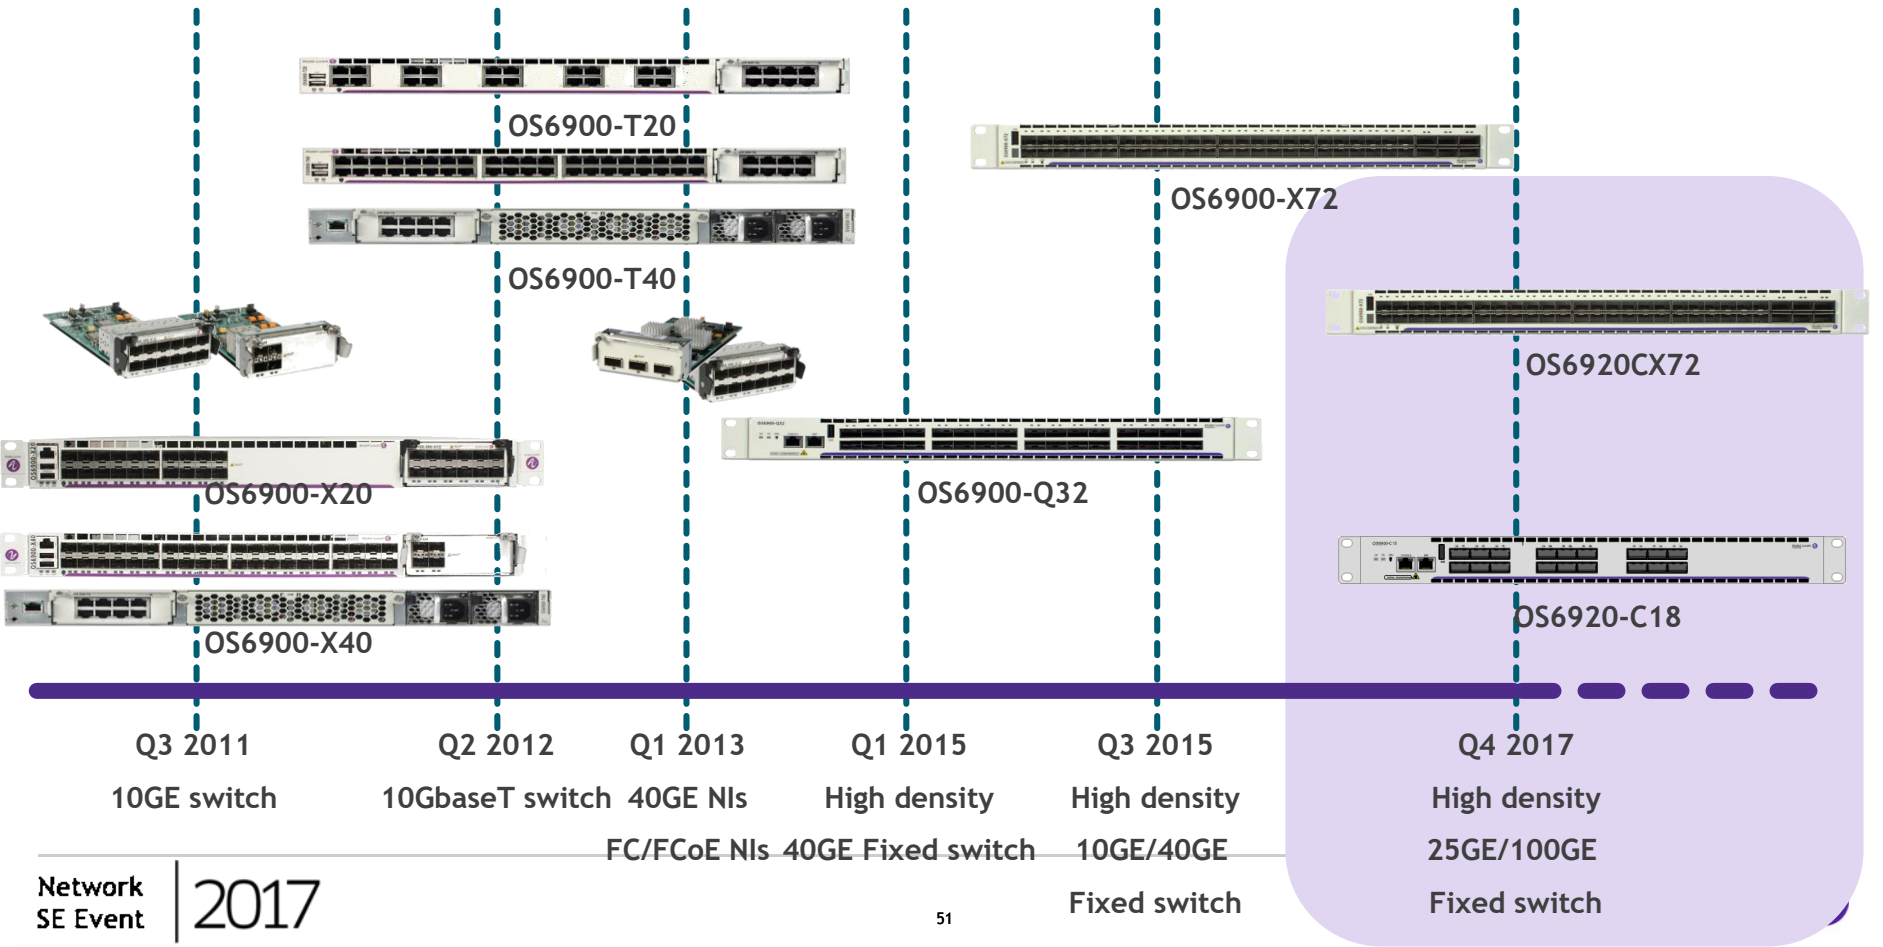 OS6900-T20
OS6900-T40
OS6900-X72
OS6920CX72
OS6900-X20
OS6900-Q32
OS6900-X40
OS6920-C18
Q3 2011
10GE switch
Q2 2012
10GbaseT switch
Q1 2013
40GE NIs
FC/FCoE NIs
Q1 2015
High density
40GE Fixed switch
Q3 2015
High density
10GE/40GE
Fixed switch
Q4 2017
High density
25GE/100GE
Fixed switch
Network
SE Event
2017
51